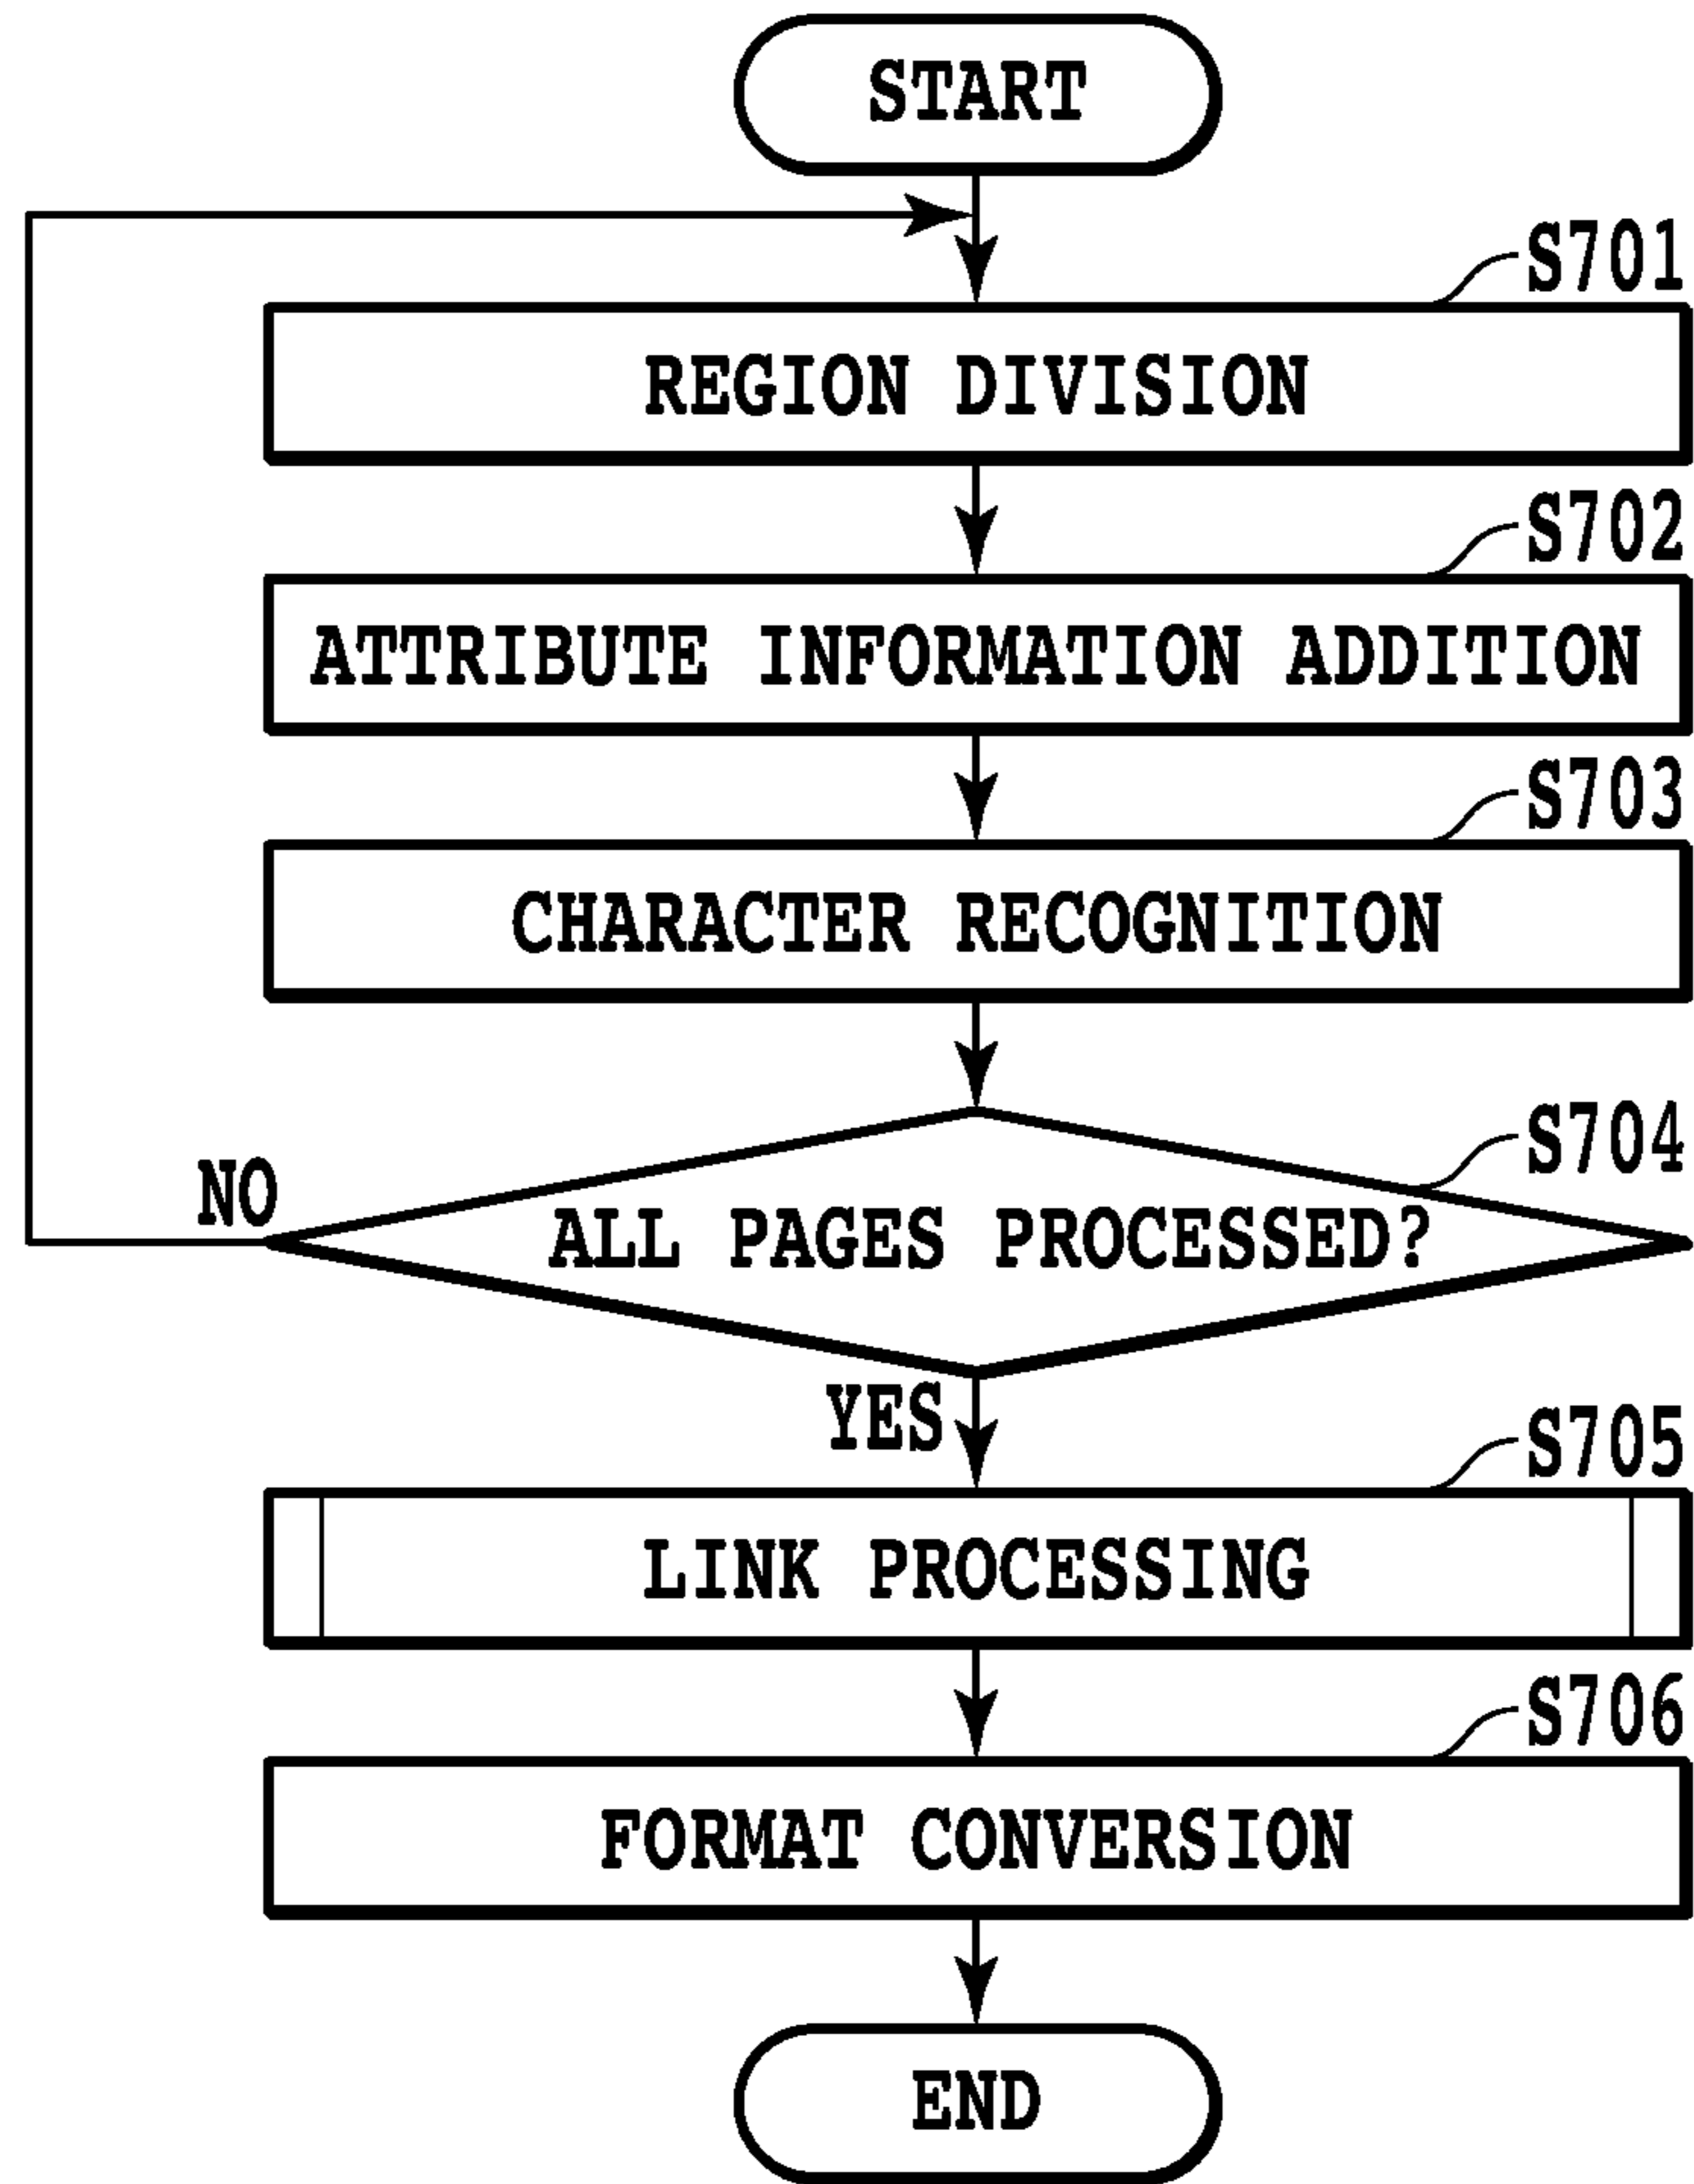 START
S701
REGION DIVISION
S702
ATTRIBUTE INFORMATION ADDITION
S703
CHARACTER RECOGNITION
S704
NO
ALL PAGES PROCESSED?
YES
S705
LINK PROCESSING
S706
FORMAT CONVERSION
END